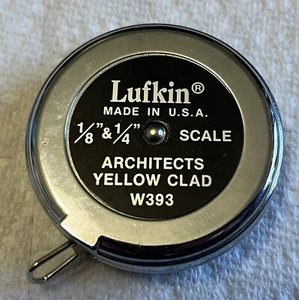 Lufkin®
MADE IN U.S.A.
1/8"&1/4" SCALE
ARCHITECTS
YELLOW CLAD
W393